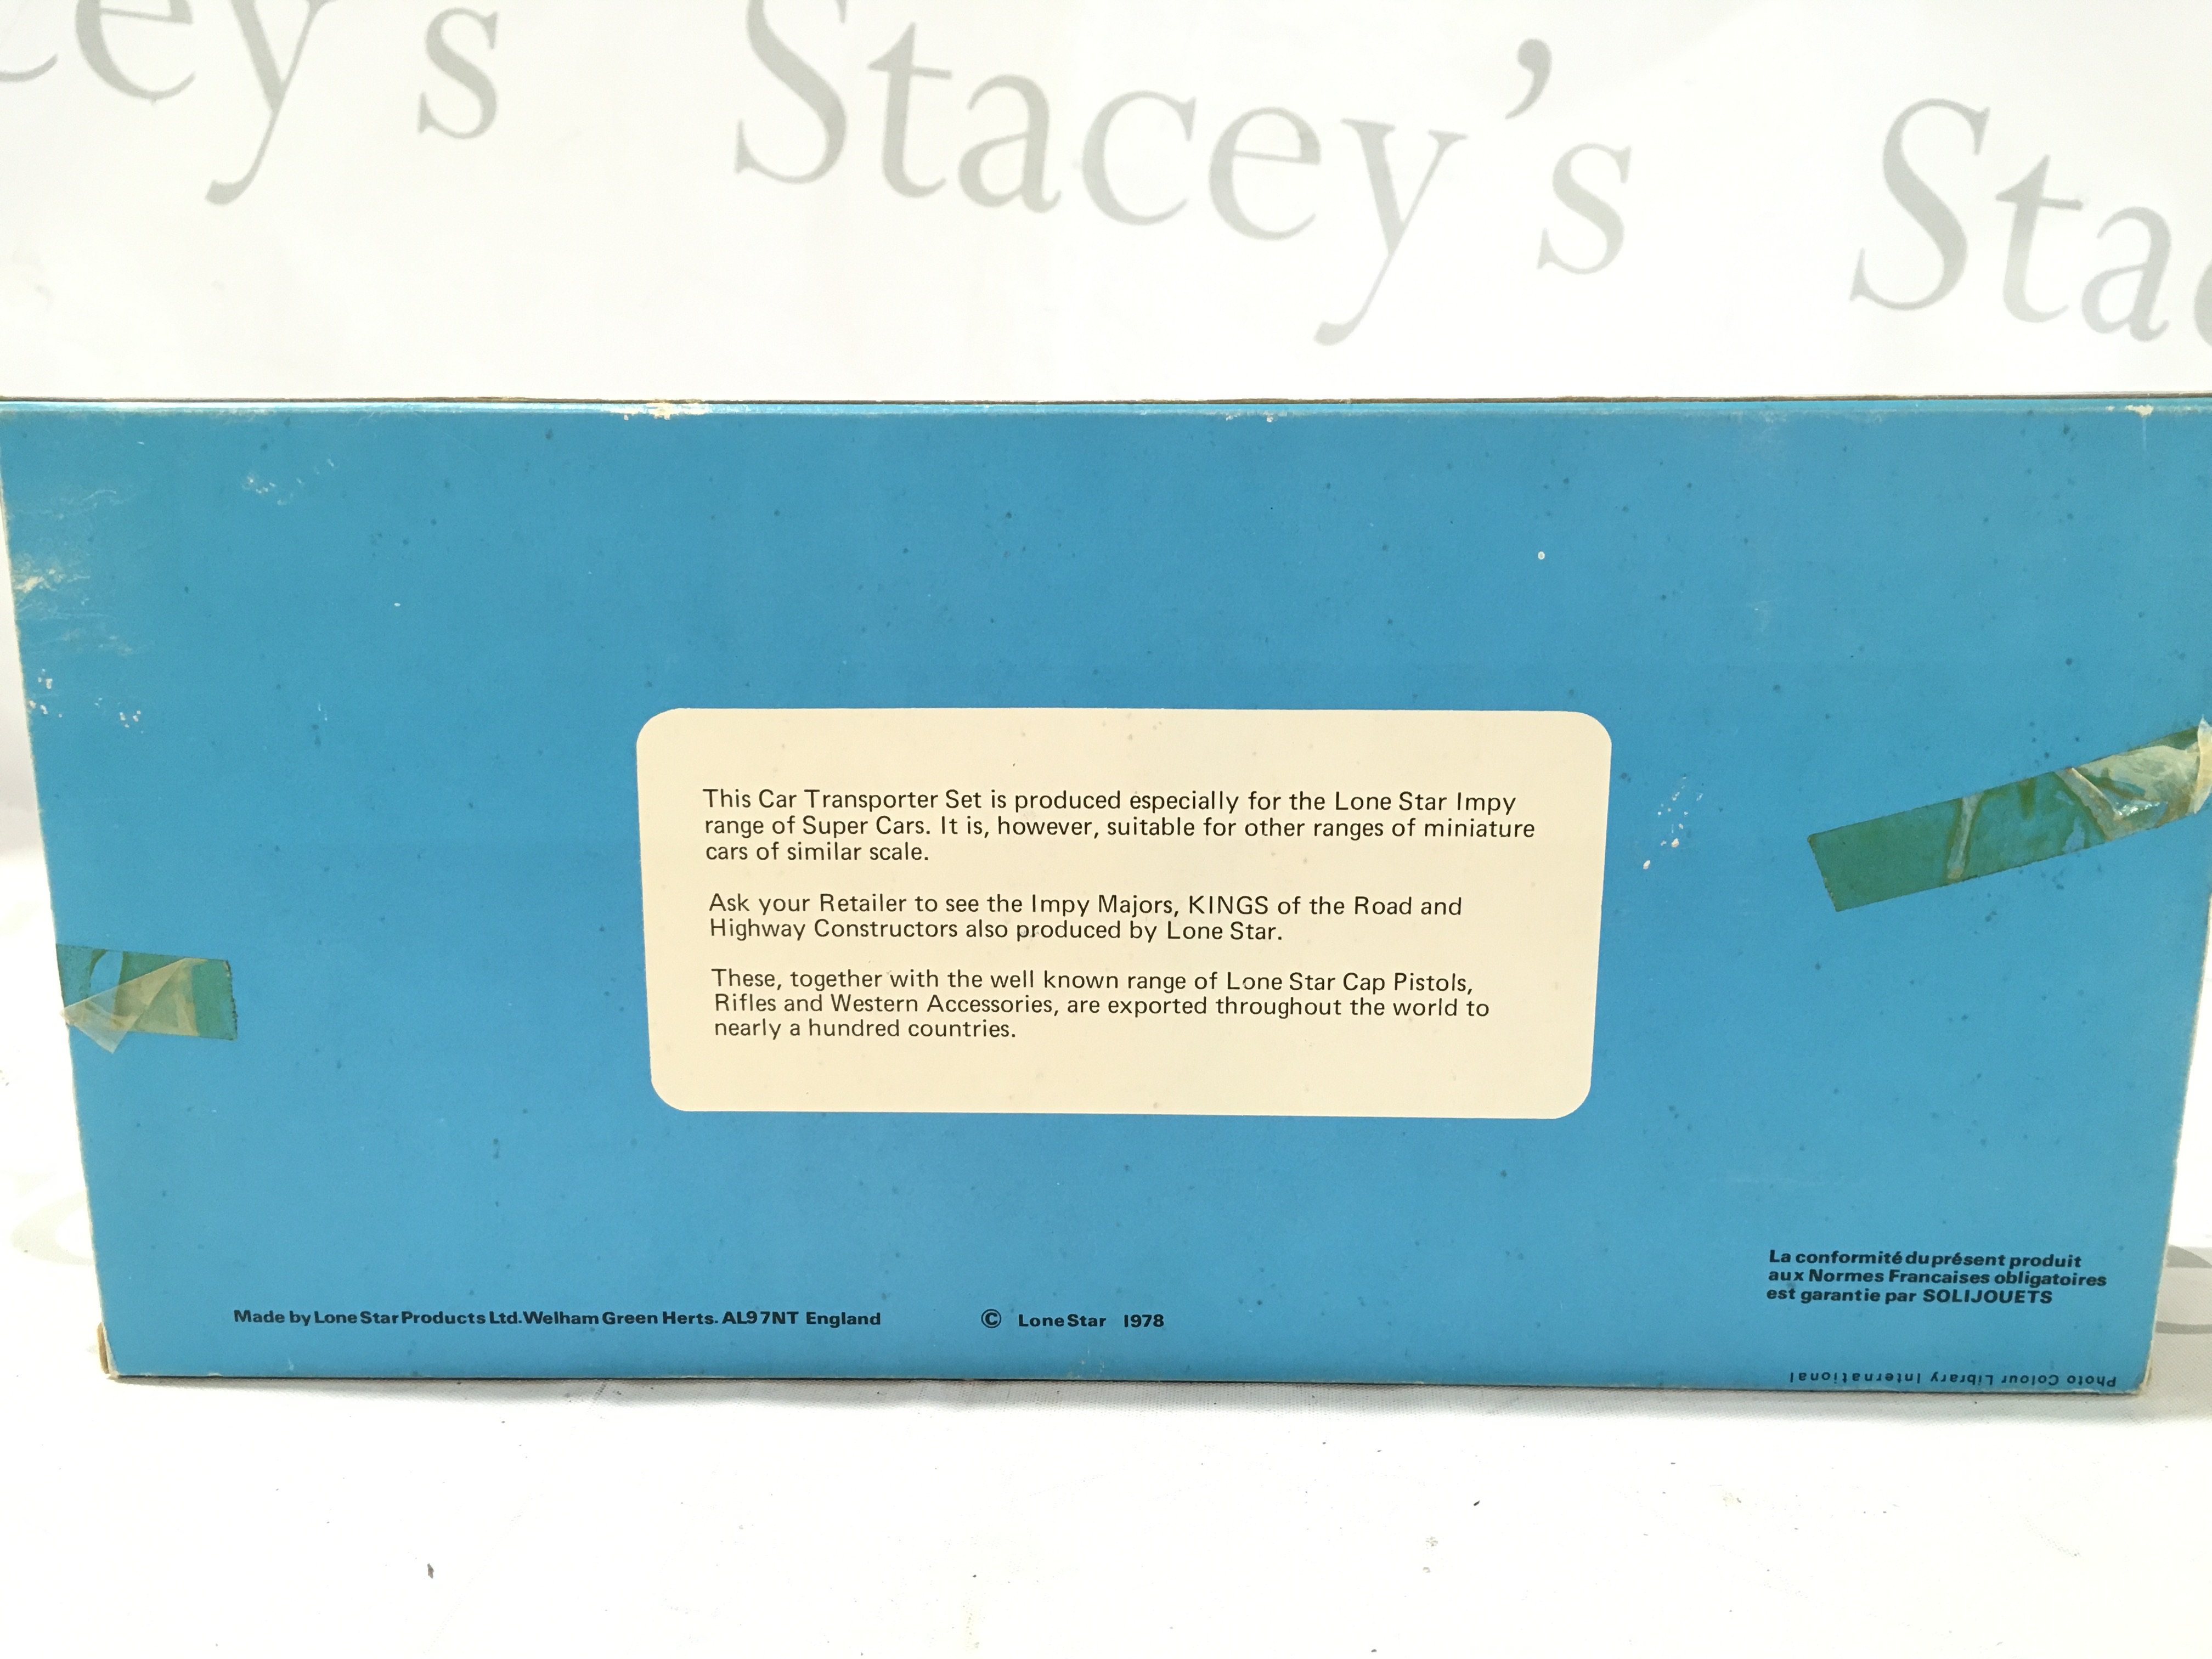 cey's Stacey's Stac
This Car Transporter Set is produced especially for the Lone Star Impy
range of Super Cars. It is, however, suitable for other ranges of miniature
cars of similar scale.
Ask your Retailer to see the Impy Majors, KINGS of the Road and
Highway Constructors also produced by Lone Star.
These, together with the well known range of Lone Star Cap Pistols,
Rifles and Western Accessories, are exported throughout the world to
nearly a hundred countries.
La conformité du présent produit
aux Normes Francaises obligatoires
est garantie par SOLIJOUETS
Made by Lone Star Products Ltd. Welham Green Herts. AL9 7NT England © Lone Star 1978
Photo Colour Library International